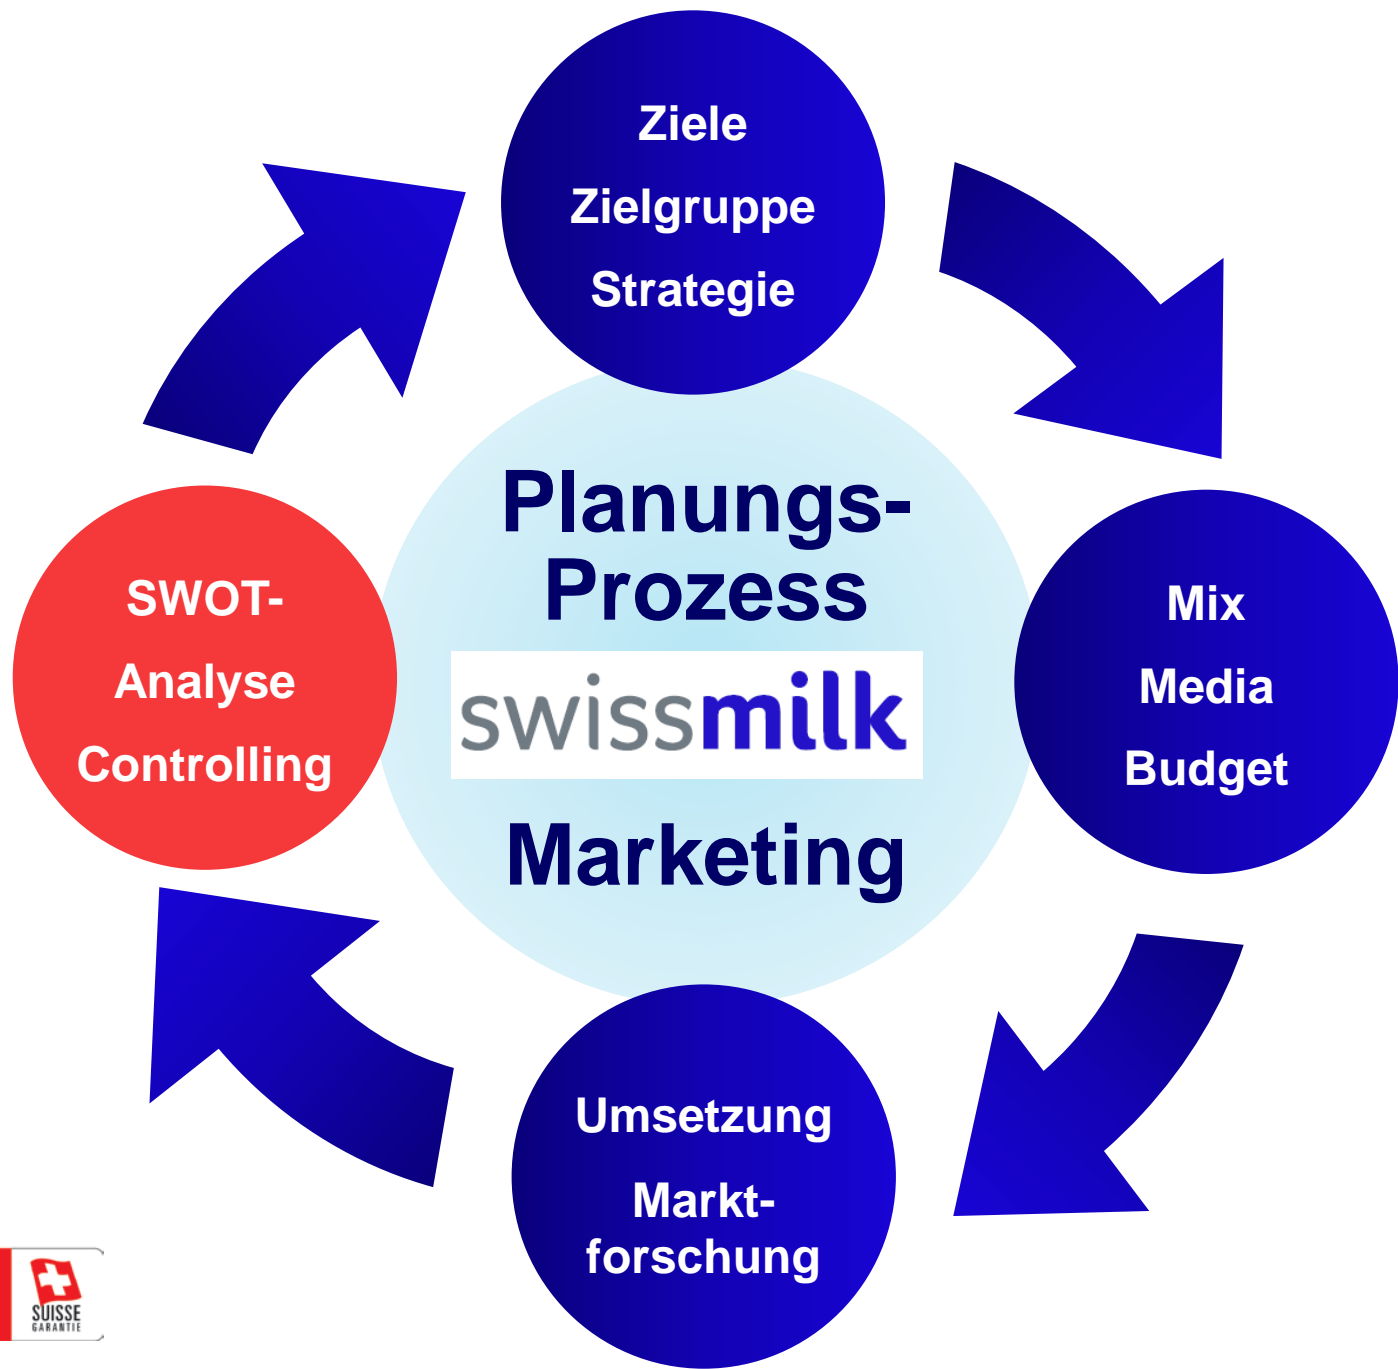 Ziele
Zielgruppe
Strategie
Planungs-
Prozess
swissmilk
Marketing
SWOT-
Analyse
Controlling
Mix
Media
Budget
Umsetzung
Markt-
forschung
SUISSE
GARANTIE